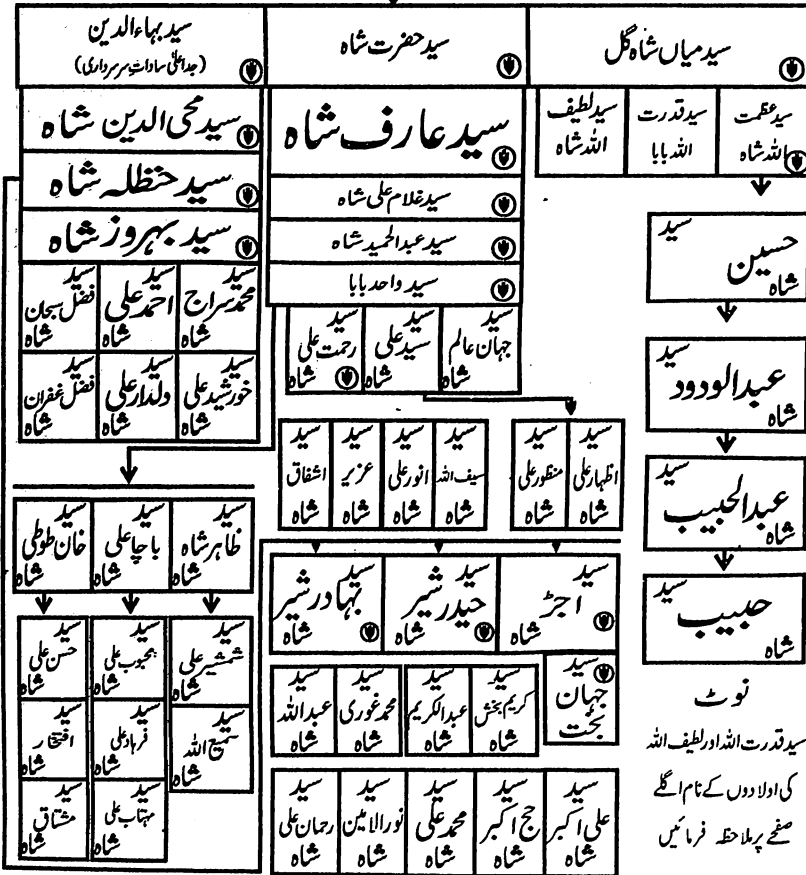 سید میاں شاہ گل
سید حضرت شاہ
سید بہاء الدین
(جد اعلیٰ سادات سرسرداری)
سید عظمت اللہ شاہ
سید قدرت اللہ بابا
سید لطیف اللہ شاہ
سید حسین شاہ
سید عبدالودود شاہ
سید عبدالحبیب شاہ
سید حبیب شاہ
سید عارف شاہ
سید غلام علی شاہ
سید عبدالحمید شاہ
سید واحد بابا
سید جہان عالم شاہ
سید سید علی شاہ
سید رحمت علی شاہ
سید اظہار علی شاہ
سید منظور علی شاہ
سید سیف اللہ شاہ
سید انور علی شاہ
سید عزیر شاہ
سید اشفاق شاہ
سید محی الدین شاہ
سید حنظلہ شاہ
سید بہروز شاہ
سید محمد سراج شاہ
سید احمد علی شاہ
سید فضل سبحان شاہ
سید خورشید علی شاہ
سید دلدار علی شاہ
سید فضل غفران شاہ
سید ظاہر شاہ
سید باچا علی شاہ
سید خان طوطی شاہ
سید شمشیر علی شاہ
سید محبوب علی شاہ
سید حسن علی شاہ
سید سمیع اللہ شاہ
سید فرہاد علی شاہ
سید افتخار شاہ
سید مہتاب علی شاہ
سید مشتاق شاہ
سید اجڑ شاہ
سید حیدر شیر شاہ
سید بہادر شیر شاہ
سید جہان بخت
سید کریم بخش شاہ
سید عبدالکریم شاہ
سید محمد غوری شاہ
سید عبداللہ شاہ
سید علی اکبر شاہ
سید حج اکبر شاہ
سید محمد علی شاہ
سید نور الامین شاہ
سید رحمان علی شاہ
نوٹ
سید قدرت اللہ اور لطیف اللہ
کی اولادوں کے نام اگلے
صفحے پر ملاحظہ فرمائیں